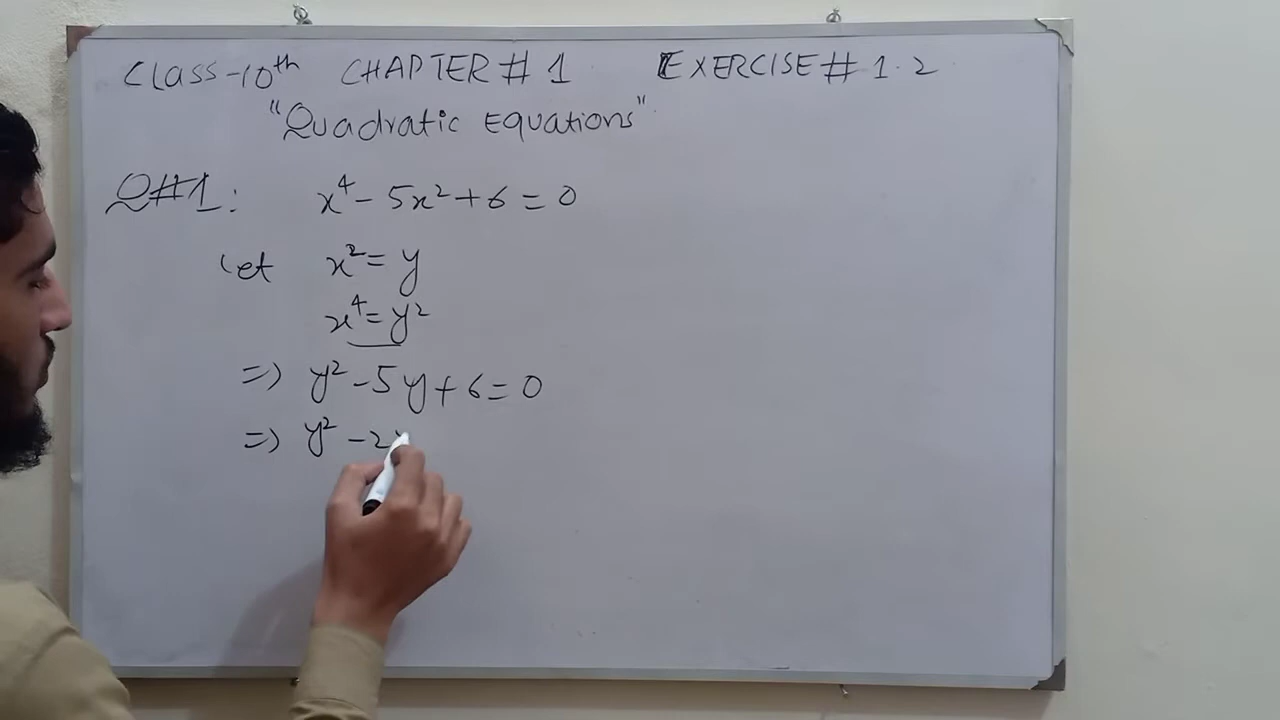 Class-10th CHAPTER # 1 EXERCISE # 1.2
"Quadratic Equations"
Q#1: x⁴ - 5x² + 6 = 0
Let x² = y
x⁴ = y²
=> y² - 5y + 6 = 0
=> y² - 2y